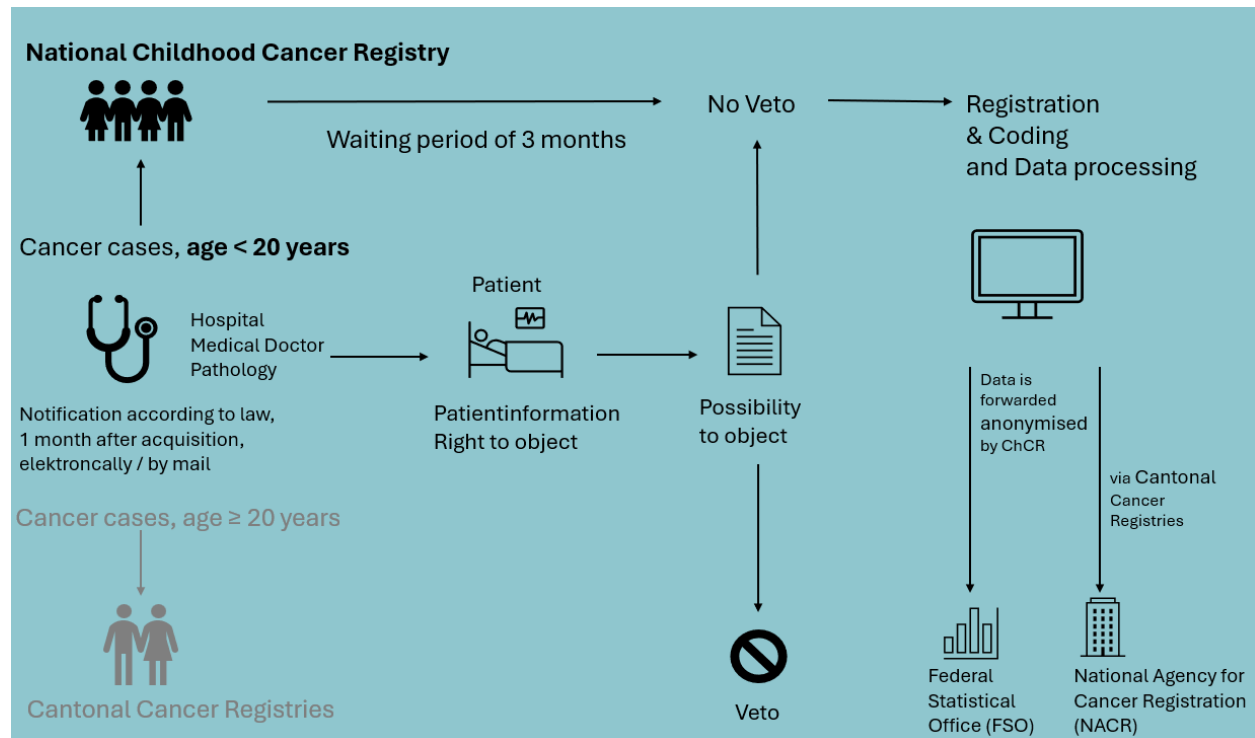 National Childhood Cancer Registry
Waiting period of 3 months
No Veto
Registration
& Coding
and Data processing
Cancer cases, age < 20 years
Hospital
Medical Doctor
Pathology
Notification according to law,
1 month after acquisition,
elektroncally / by mail
Patient
Patientinformation
Right to object
Possibility
to object
Data is
forwarded
anonymised
by ChCR
via Cantonal
Cancer
Registries
Cancer cases, age ≥ 20 years
Cantonal Cancer Registries
Veto
Federal
Statistical
Office (FSO)
National Agency for
Cancer Registration
(NACR)